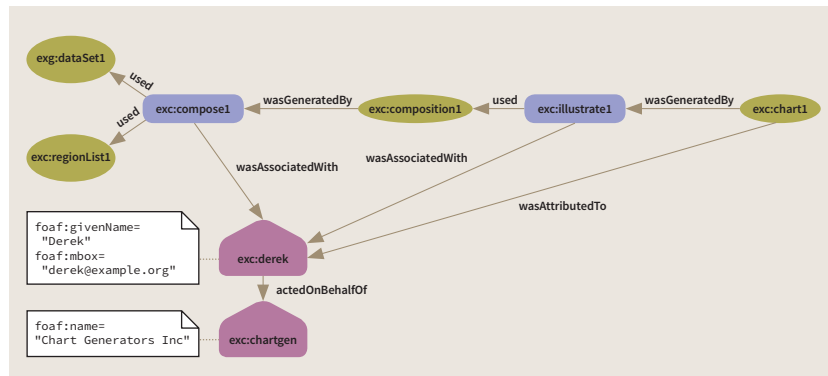 exg:dataSet1
used
exc:compose1
wasGeneratedBy
exc:composition1
used
exc:illustrate1
wasGeneratedBy
exc:chart1
used
exc:regionList1
wasAssociatedWith
wasAssociatedWith
wasAttributedTo
foaf:givenName=
"Derek"
foaf:mbox=
"derek@example.org"
exc:derek
actedOnBehalfOf
foaf:name=
"Chart Generators Inc"
exc:chartgen